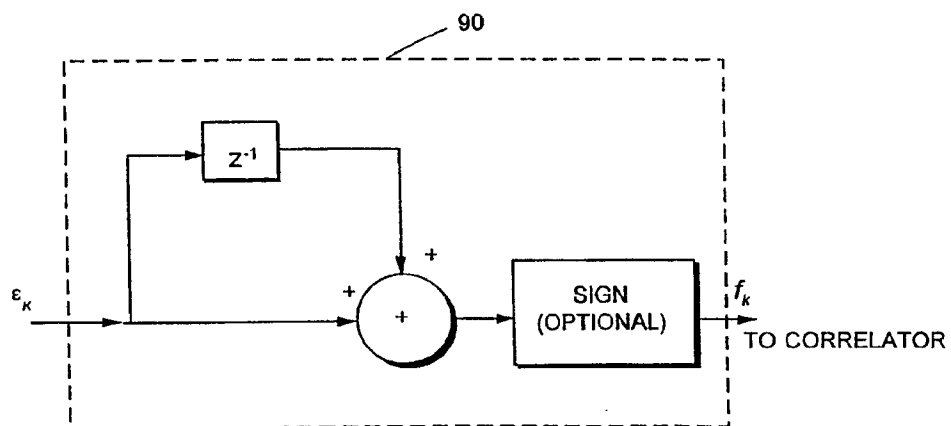 90
z⁻¹
+
+
+
ε_K
SIGN
(OPTIONAL)
f_k
TO CORRELATOR